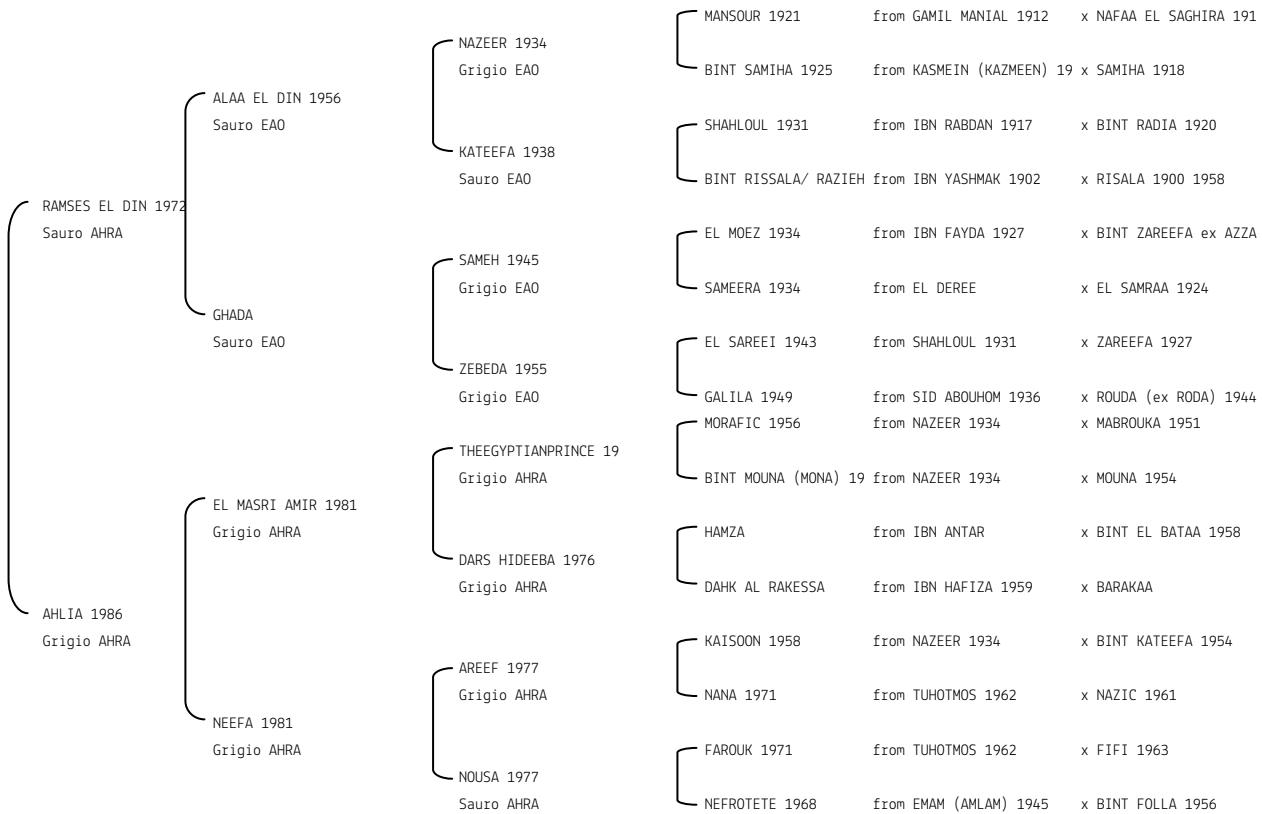 MANSOUR 1921 from GAMIL MANIAL 1912 x NAFAA EL SAGHIRA 191
NAZEER 1934
Grigio EAO
BINT SAMIHA 1925 from KASMEIN (KAZMEEN) 19 x SAMIHA 1918
ALAA EL DIN 1956
Sauro EAO
SHAHLOUL 1931 from IBN RABDAN 1917 x BINT RADIA 1920
KATEEFA 1938
Sauro EAO
BINT RISSALA/ RAZIEH from IBN YASHMAK 1902 x RISALA 1900 1958
RAMSES EL DIN 1972
Sauro AHRA
EL MOEZ 1934 from IBN FAYDA 1927 x BINT ZAREEFA ex AZZA
SAMEH 1945
Grigio EAO
SAMEERA 1934 from EL DEREE x EL SAMRAA 1924
GHADA
Sauro EAO
EL SAREEI 1943 from SHAHLOUL 1931 x ZAREEFA 1927
ZEBEDA 1955
Grigio EAO
GALILA 1949 from SID ABOUHOM 1936 x ROUDA (ex RODA) 1944
MORAFIC 1956 from NAZEER 1934 x MABROUKA 1951
THEEGYPTIANPRINCE 19
Grigio AHRA
BINT MOUNA (MONA) 19 from NAZEER 1934 x MOUNA 1954
EL MASRI AMIR 1981
Grigio AHRA
HAMZA from IBN ANTAR x BINT EL BATAA 1958
DARS HIDEEBA 1976
Grigio AHRA
DAHK AL RAKESSA from IBN HAFIZA 1959 x BARAKAA
AHLIA 1986
Grigio AHRA
KAISOON 1958 from NAZEER 1934 x BINT KATEEFA 1954
AREEF 1977
Grigio AHRA
NANA 1971 from TUHOTMOS 1962 x NAZIC 1961
NEEFA 1981
Grigio AHRA
FAROUK 1971 from TUHOTMOS 1962 x FIFI 1963
NOUSA 1977
Sauro AHRA
NEFROTETE 1968 from EMAM (AMLAM) 1945 x BINT FOLLA 1956